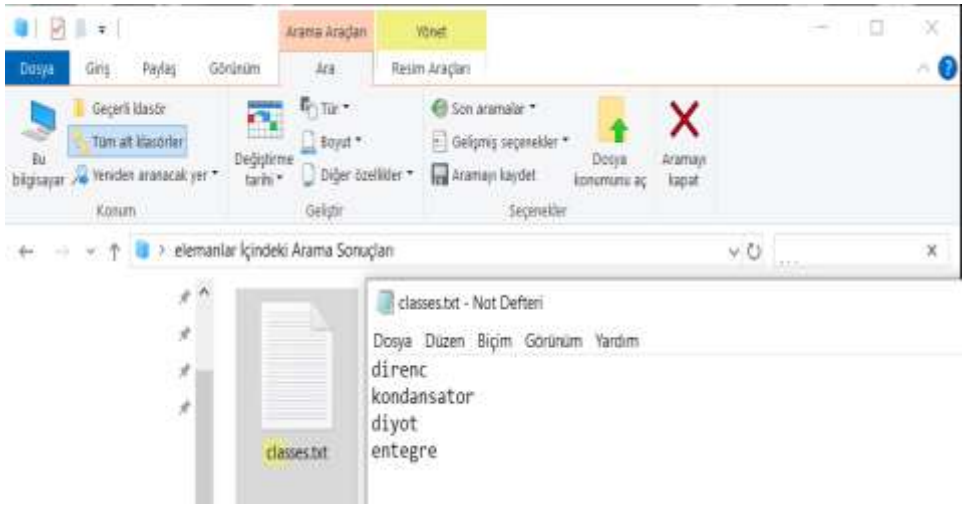 Arama Araçları
Yönet
Dosya
Giriş
Paylaş
Görünüm
Ara
Resim Araçları
Bu bilgisayar
Geçerli klasör
Tüm alt klasörler
Yeniden aranacak yer
Konum
Değiştirme tarihi
Tür
Boyut
Diğer özellikler
Geliştir
Son aramalar
Gelişmiş seçenekler
Aramayı kaydet
Dosya konumunu aç
Seçenekler
Aramayı kapat
elemanlar İçindeki Arama Sonuçları
...
classes.txt
classes.txt - Not Defteri
Dosya Düzen Biçim Görünüm Yardım
direnc
kondansator
diyot
entegre